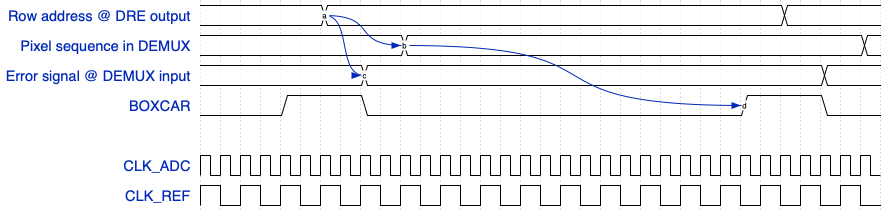 Row address @ DRE output
a
Pixel sequence in DEMUX
b
Error signal @ DEMUX input
c
BOXCAR
d
CLK_ADC
CLK_REF